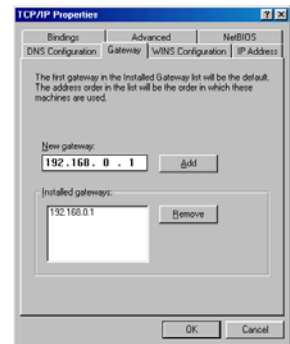 TCP/IP Properties
Bindings Advanced NetBIOS
DNS Configuration Gateway WINS Configuration IP Address
The first gateway in the Installed Gateway list will be the default.
The address order in the list will be the order in which these
machines are used.
New gateway:
192.168. 0 . 1 Add
Installed gateways:
192.168.0.1 Remove
OK Cancel